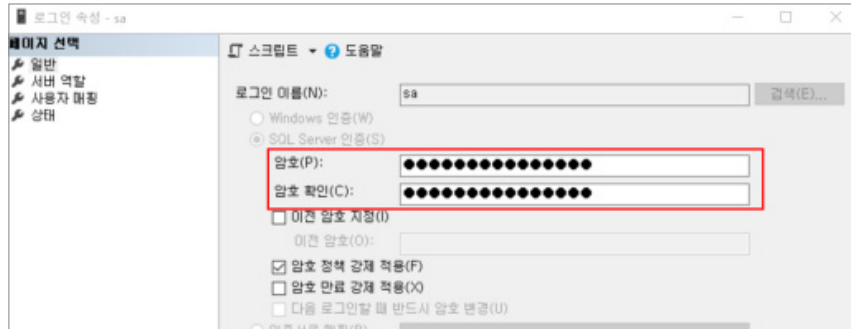 로그인 속성 - sa
페이지 선택
일반
서버 역할
사용자 매핑
상태
스크립트 도움말
로그인 이름(N): sa 검색(E)...
Windows 인증(W)
SQL Server 인증(S)
암호(P): ●●●●●●●●●●●●●●●
암호 확인(C): ●●●●●●●●●●●●●●●
이전 암호 지정(I)
이전 암호(O):
암호 정책 강제 적용(F)
암호 만료 강제 적용(X)
다음 로그인할 때 반드시 암호 변경(U)